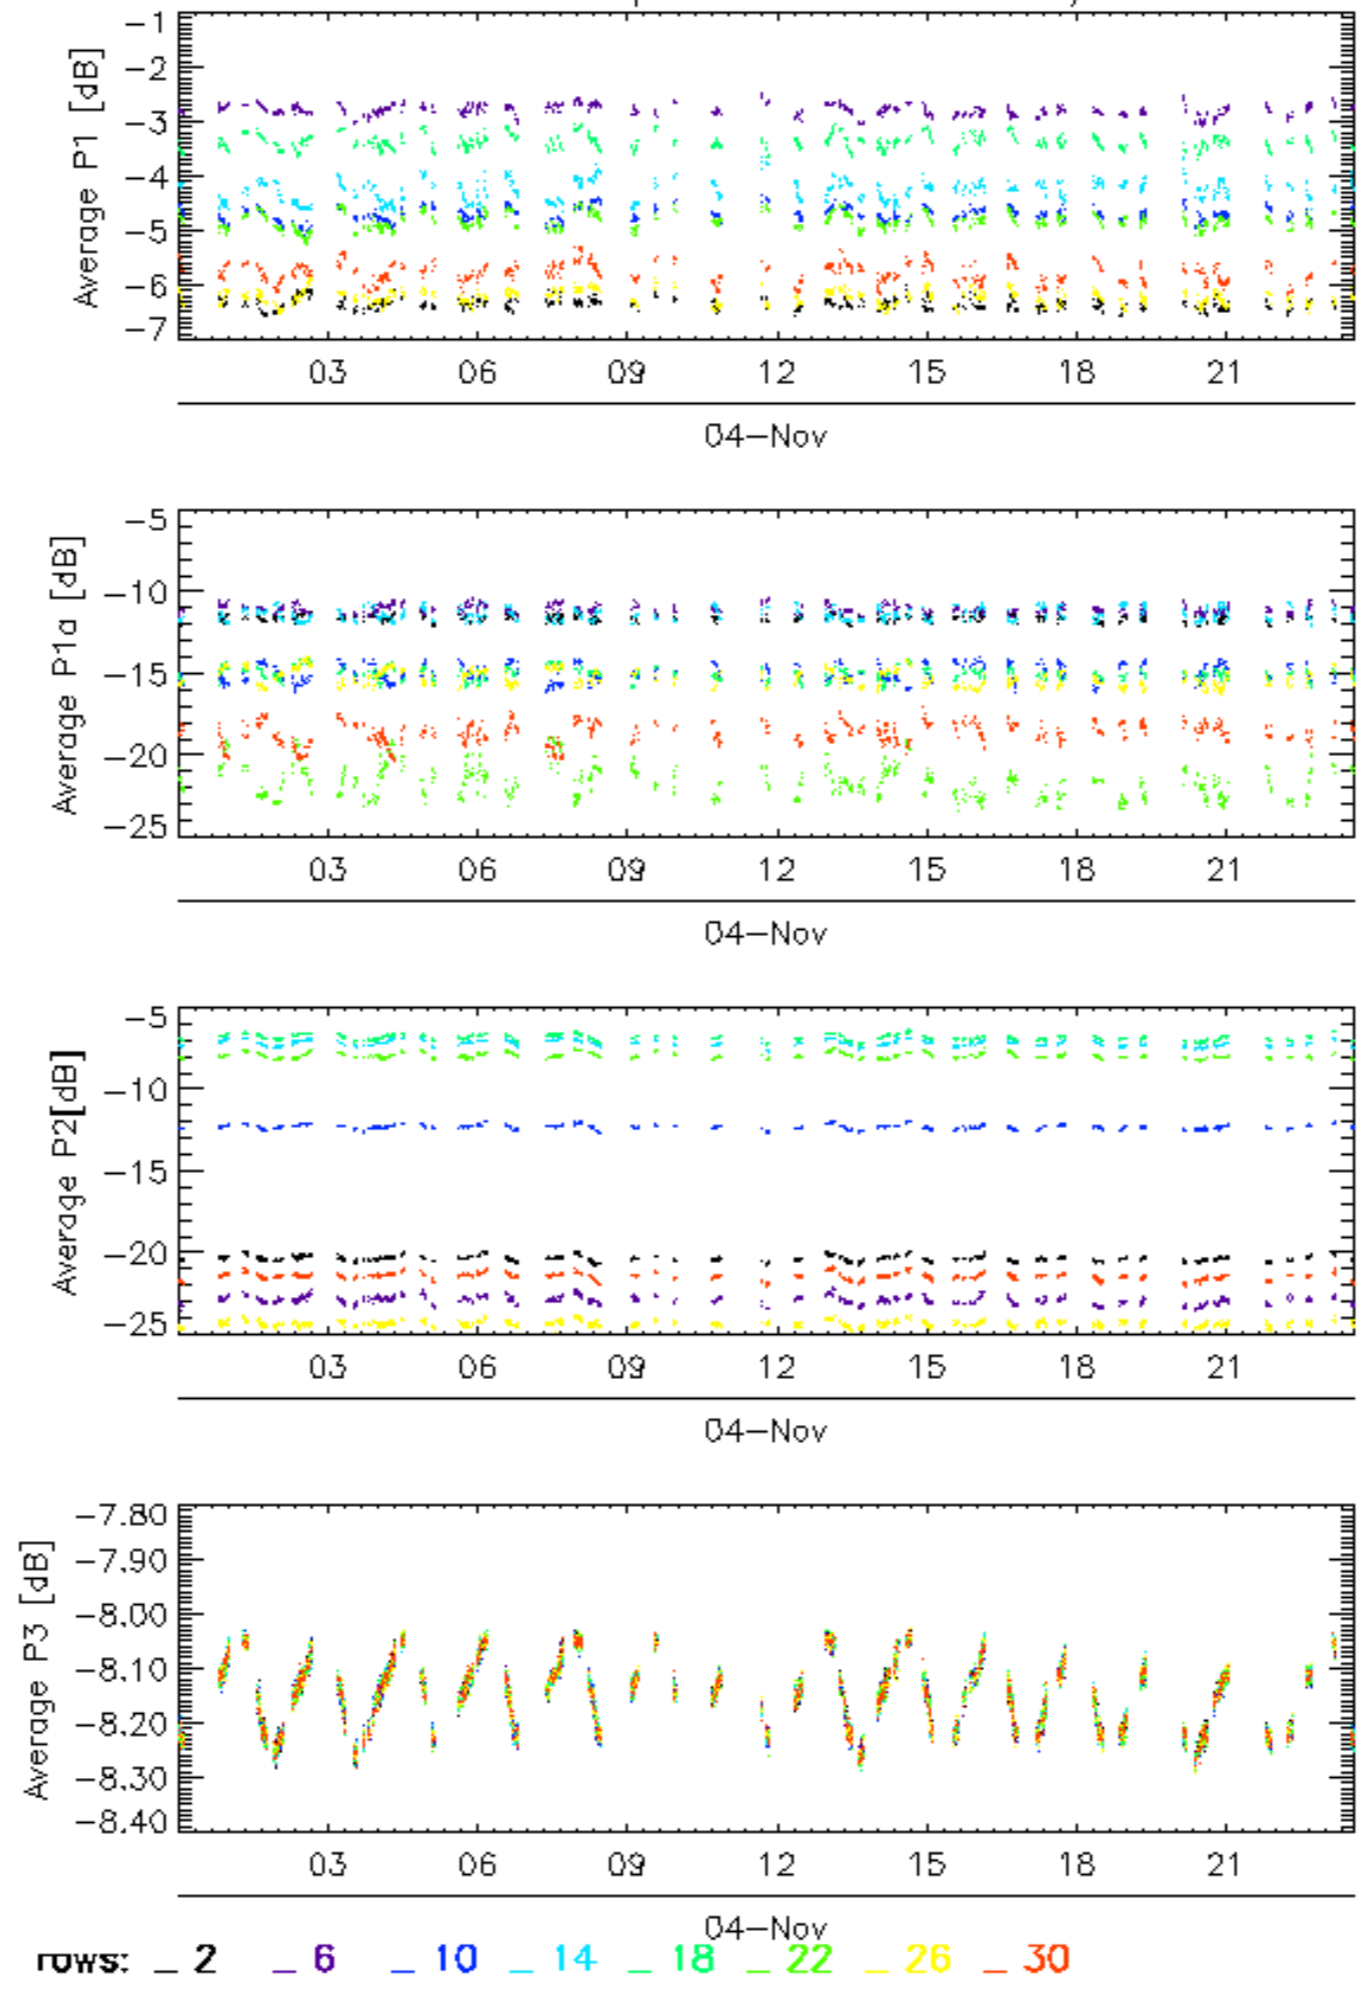 Average P1 [dB]
-1
-2
-3
-4
-5
-6
-7
03 06 09 12 15 18 21
04-Nov
Average P1a [dB]
-5
-10
-15
-20
-25
03 06 09 12 15 18 21
04-Nov
Average P2[dB]
-5
-10
-15
-20
-25
03 06 09 12 15 18 21
04-Nov
Average P3 [dB]
-7.80
-7.90
-8.00
-8.10
-8.20
-8.30
-8.40
03 06 09 12 15 18 21
04-Nov
rows: _ 2 _ 6 _ 10 _ 14 _ 18 _ 22 _ 26 _ 30